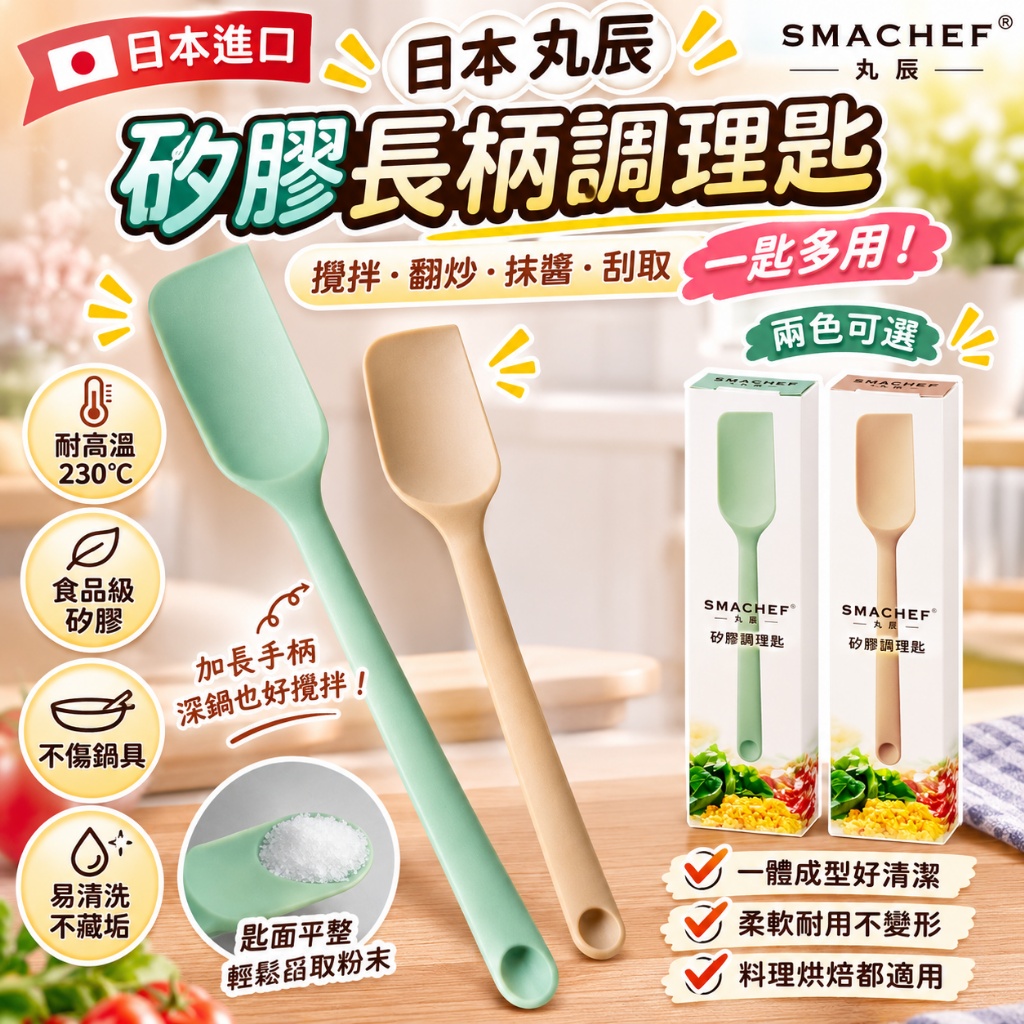 日本進口
日本 丸辰
SMACHEF®
丸辰
矽膠長柄調理匙
攪拌·翻炒·抹醬·刮取
一匙多用！
兩色可選
耐高溫
230℃
食品級
矽膠
不傷鍋具
易清洗
不藏垢
加長手柄
深鍋也好攪拌！
匙面平整
輕鬆舀取粉末
SMACHEF
SMACHEF®
丸辰
矽膠調理匙
SMACHEF
SMACHEF®
丸辰
矽膠調理匙
一體成型好清潔
柔軟耐用不變形
料理烘焙都適用